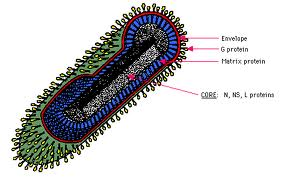 Envelope
G protein
Matrix protein
CORE: N, NS, L proteins